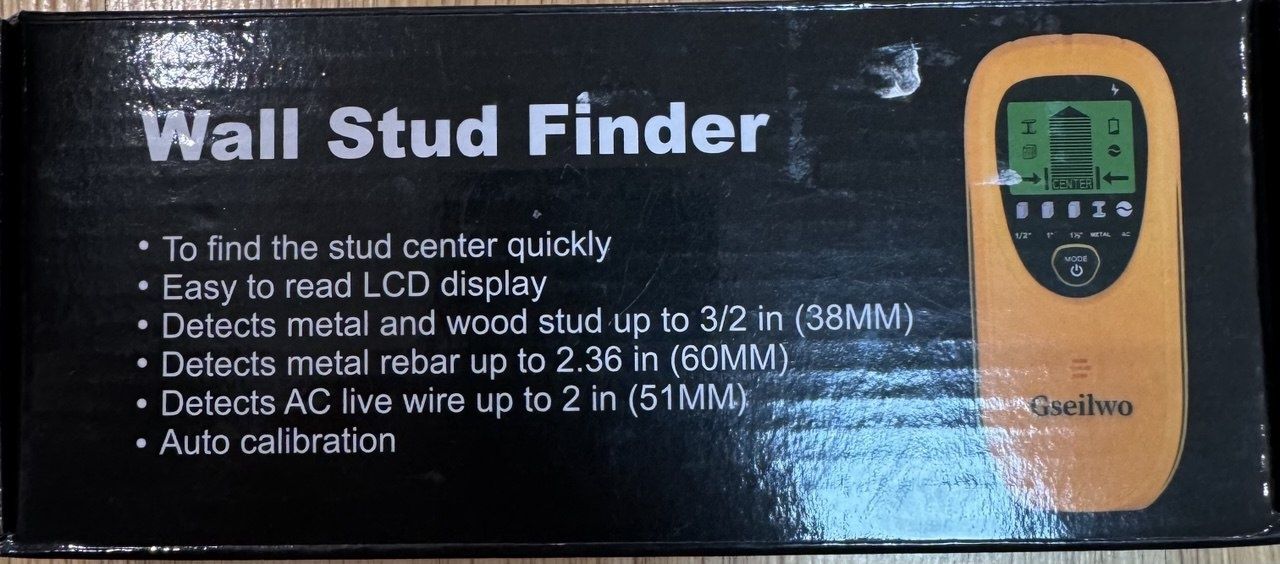 Wall Stud Finder
• To find the stud center quickly
• Easy to read LCD display
• Detects metal and wood stud up to 3/2 in (38MM)
• Detects metal rebar up to 2.36 in (60MM)
• Detects AC live wire up to 2 in (51MM)
• Auto calibration
CENTER
1/2" 1" 1½" METAL AC
MODE
Gseilwo